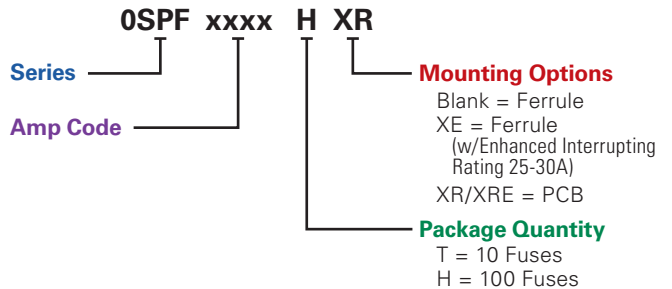 0SPF xxxx H XR
Series
Amp Code
Mounting Options
Blank = Ferrule
XE = Ferrule
(w/Enhanced Interrupting
Rating 25-30A)
XR/XRE = PCB
Package Quantity
T = 10 Fuses
H = 100 Fuses